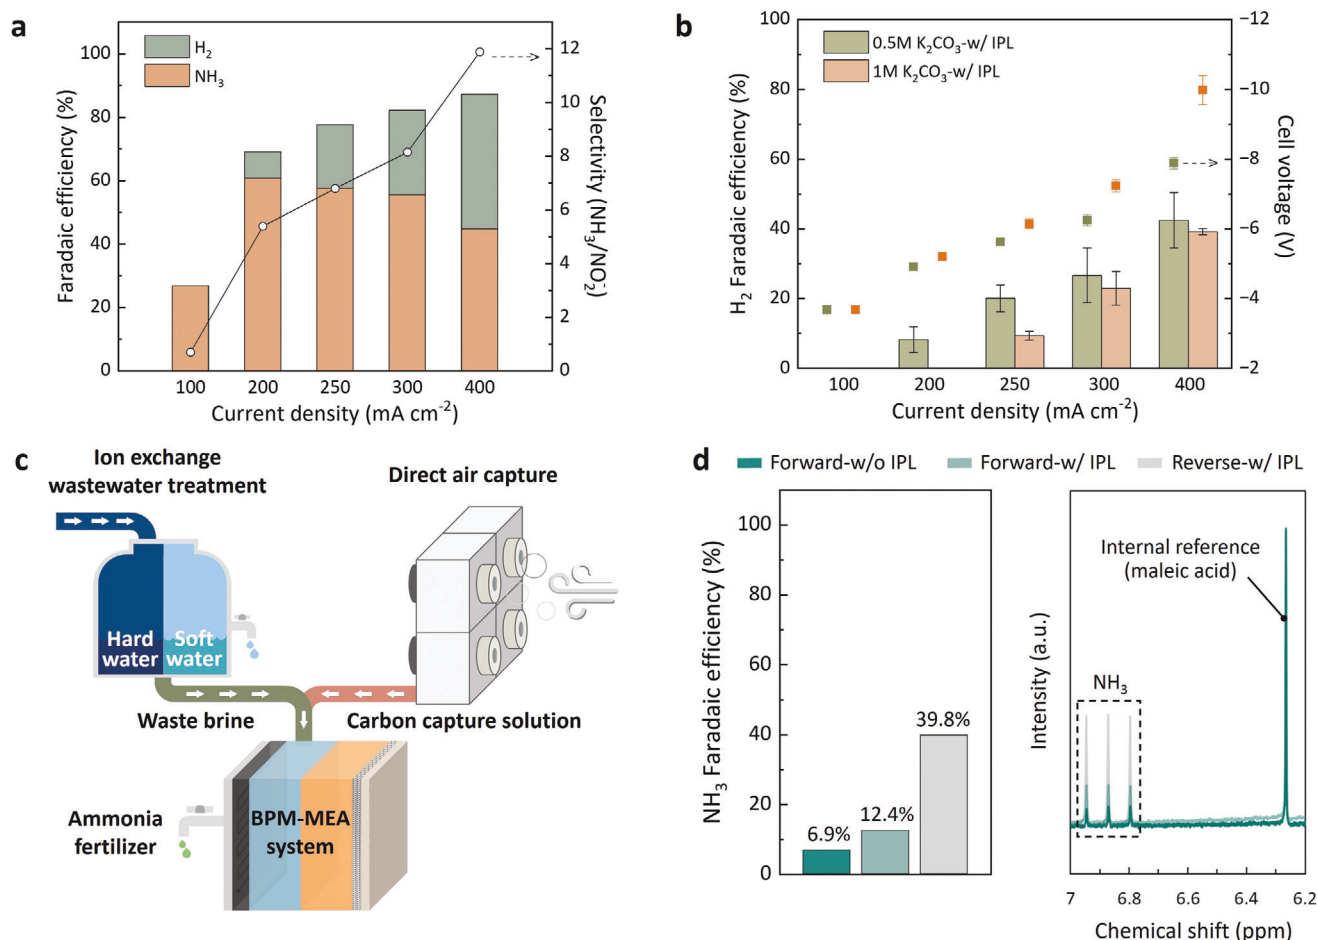 a
H₂
NH₃
Faradaic efficiency (%)
100
80
60
40
20
0
100 200 250 300 400
Current density (mA cm⁻²)
12
10
8
6
4
2
0
Selectivity (NH₃/NO₂⁻)
b
0.5M K₂CO₃-w/ IPL
1M K₂CO₃-w/ IPL
H₂ Faradaic efficiency (%)
100
80
60
40
20
0
100 200 250 300 400
Current density (mA cm⁻²)
−12
−10
−8
−6
−4
−2
Cell voltage (V)
c
Ion exchange
wastewater treatment
Direct air capture
Hard
water
Soft
water
Waste brine
Carbon capture solution
Ammonia
fertilizer
BPM-MEA
system
d
Forward-w/o IPL Forward-w/ IPL Reverse-w/ IPL
NH₃ Faradaic efficiency (%)
100
80
60
40
20
0
6.9%
12.4%
39.8%
Intensity (a.u.)
Internal reference
(maleic acid)
NH₃
7 6.8 6.6 6.4 6.2
Chemical shift (ppm)